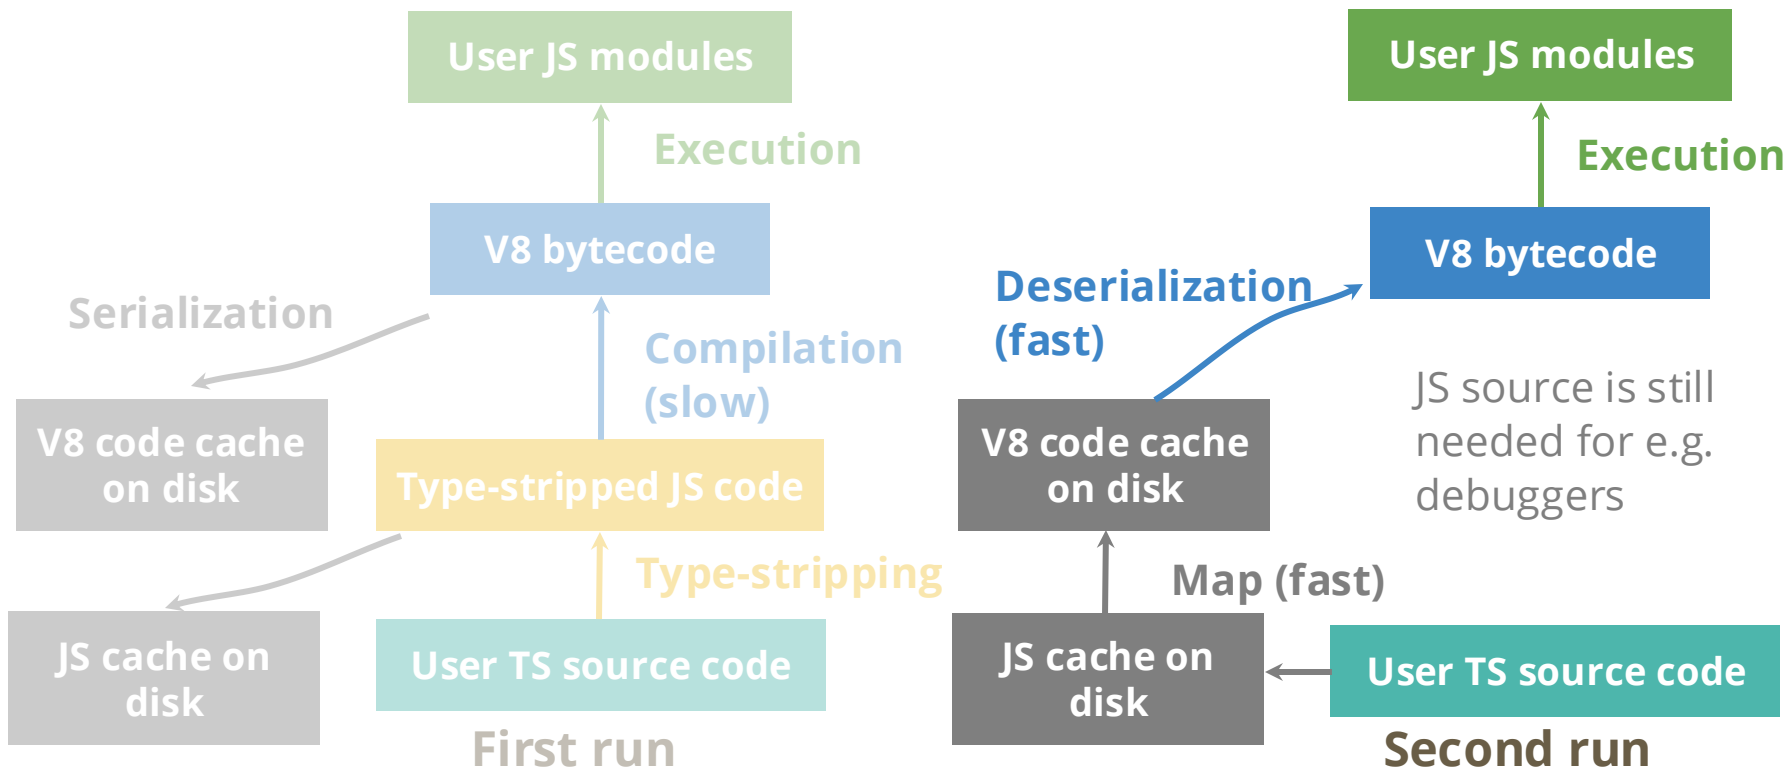 User JS modules
Execution
V8 bytecode
Serialization
Compilation
(slow)
V8 code cache
on disk
Type-stripped JS code
Type-stripping
JS cache on
disk
User TS source code
First run
User JS modules
Execution
V8 bytecode
Deserialization
(fast)
JS source is still
needed for e.g.
debuggers
V8 code cache
on disk
Map (fast)
JS cache on
disk
User TS source code
Second run